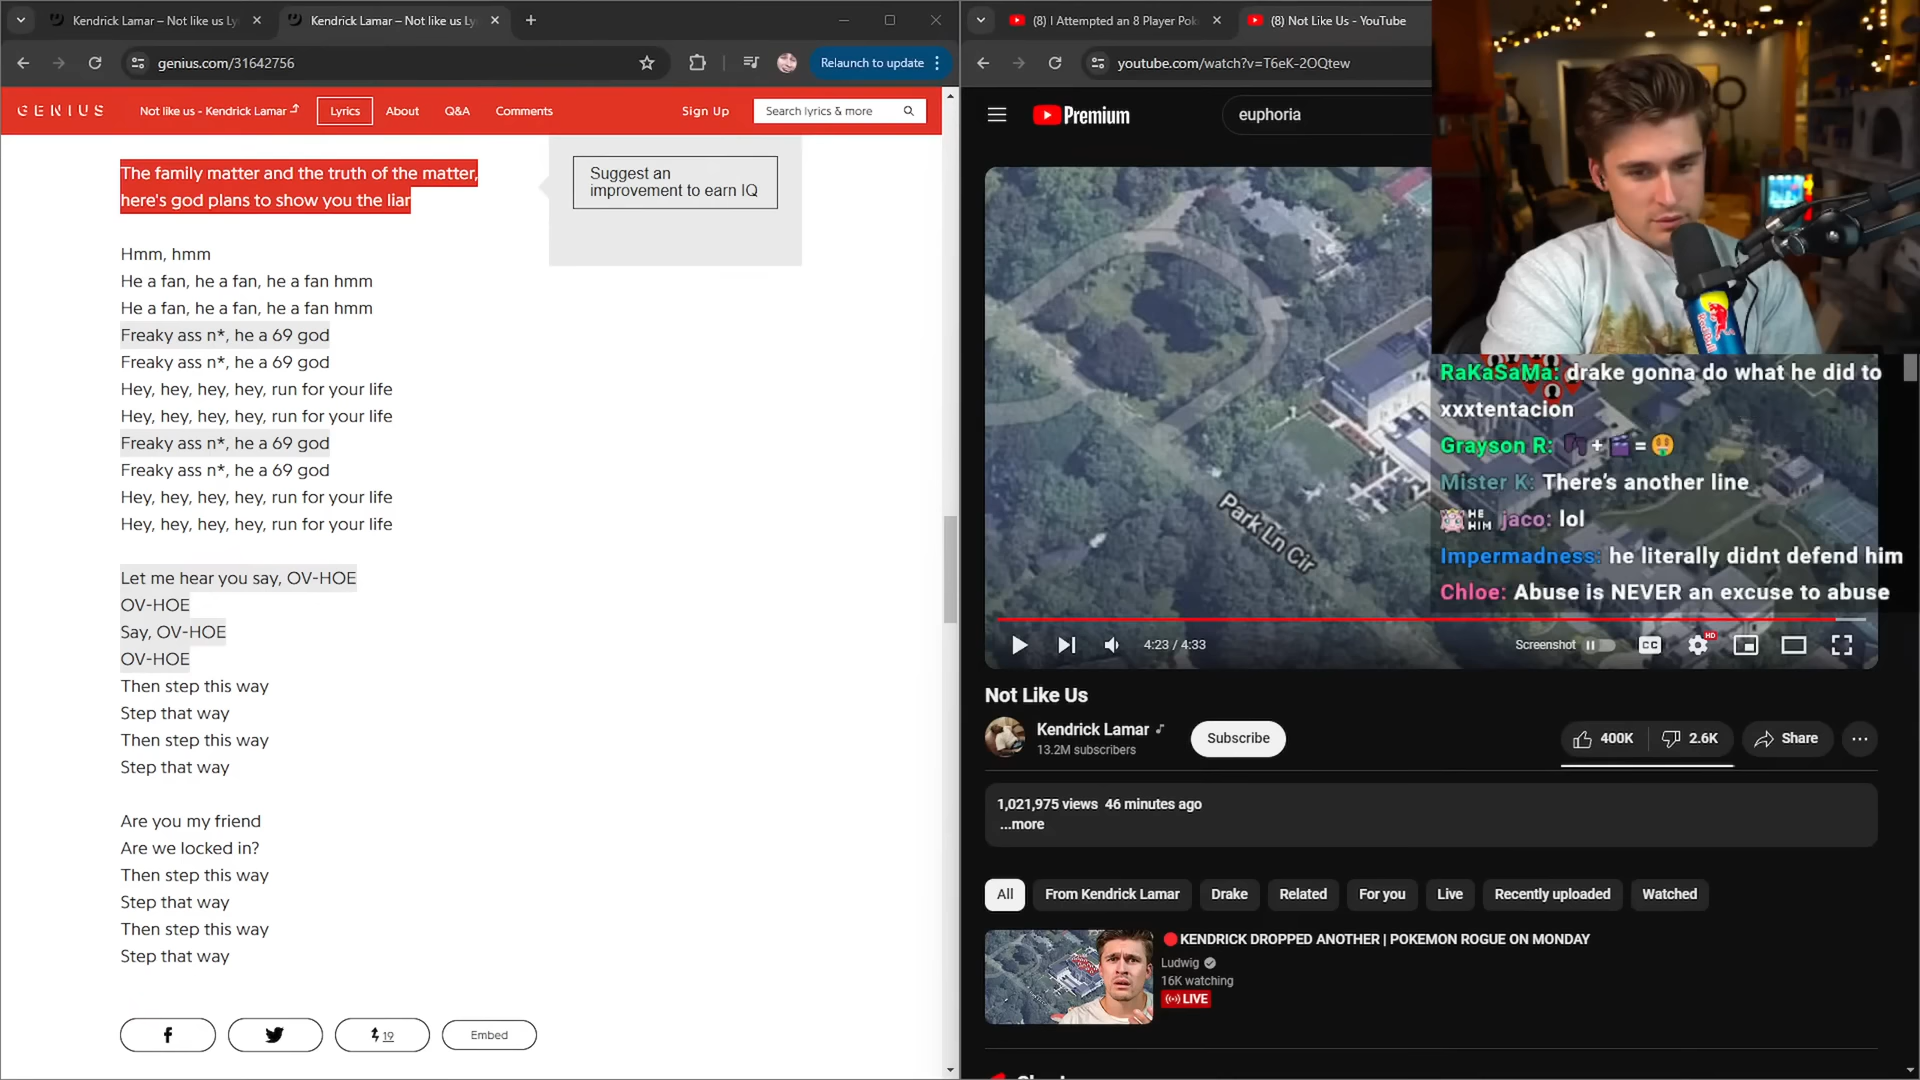 Kendrick Lamar – Not like us Ly
Kendrick Lamar – Not like us Ly
genius.com/31642756
Relaunch to update
GENIUS
Not like us - Kendrick Lamar
Lyrics
About
Q&A
Comments
Sign Up
Search lyrics & more
The family matter and the truth of the matter,
here's god plans to show you the liar
Suggest an
improvement to earn IQ
Hmm, hmm
He a fan, he a fan, he a fan hmm
He a fan, he a fan, he a fan hmm
Freaky ass n*, he a 69 god
Freaky ass n*, he a 69 god
Hey, hey, hey, hey, run for your life
Hey, hey, hey, hey, run for your life
Freaky ass n*, he a 69 god
Freaky ass n*, he a 69 god
Hey, hey, hey, hey, run for your life
Hey, hey, hey, hey, run for your life
Let me hear you say, OV-HOE
OV-HOE
Say, OV-HOE
OV-HOE
Then step this way
Step that way
Then step this way
Step that way
Are you my friend
Are we locked in?
Then step this way
Step that way
Then step this way
Step that way
19
Embed
(8) I Attempted an 8 Player Pok
(8) Not Like Us - YouTube
youtube.com/watch?v=T6eK-2OQtew
Premium
euphoria
Park Ln Cir
RaKaSaMa: drake gonna do what he did to
xxxtentacion
Grayson R: + =
Mister K: There's another line
HE
HIM
jaco: lol
Impermadness: he literally didnt defend him
Chloe: Abuse is NEVER an excuse to abuse
Red Bull
4:23 / 4:33
Screenshot
CC
HD
Not Like Us
Kendrick Lamar
13.2M subscribers
Subscribe
400K
2.6K
Share
1,021,975 views 46 minutes ago
...more
All
From Kendrick Lamar
Drake
Related
For you
Live
Recently uploaded
Watched
KENDRICK DROPPED ANOTHER | POKEMON ROGUE ON MONDAY
Ludwig
16K watching
LIVE